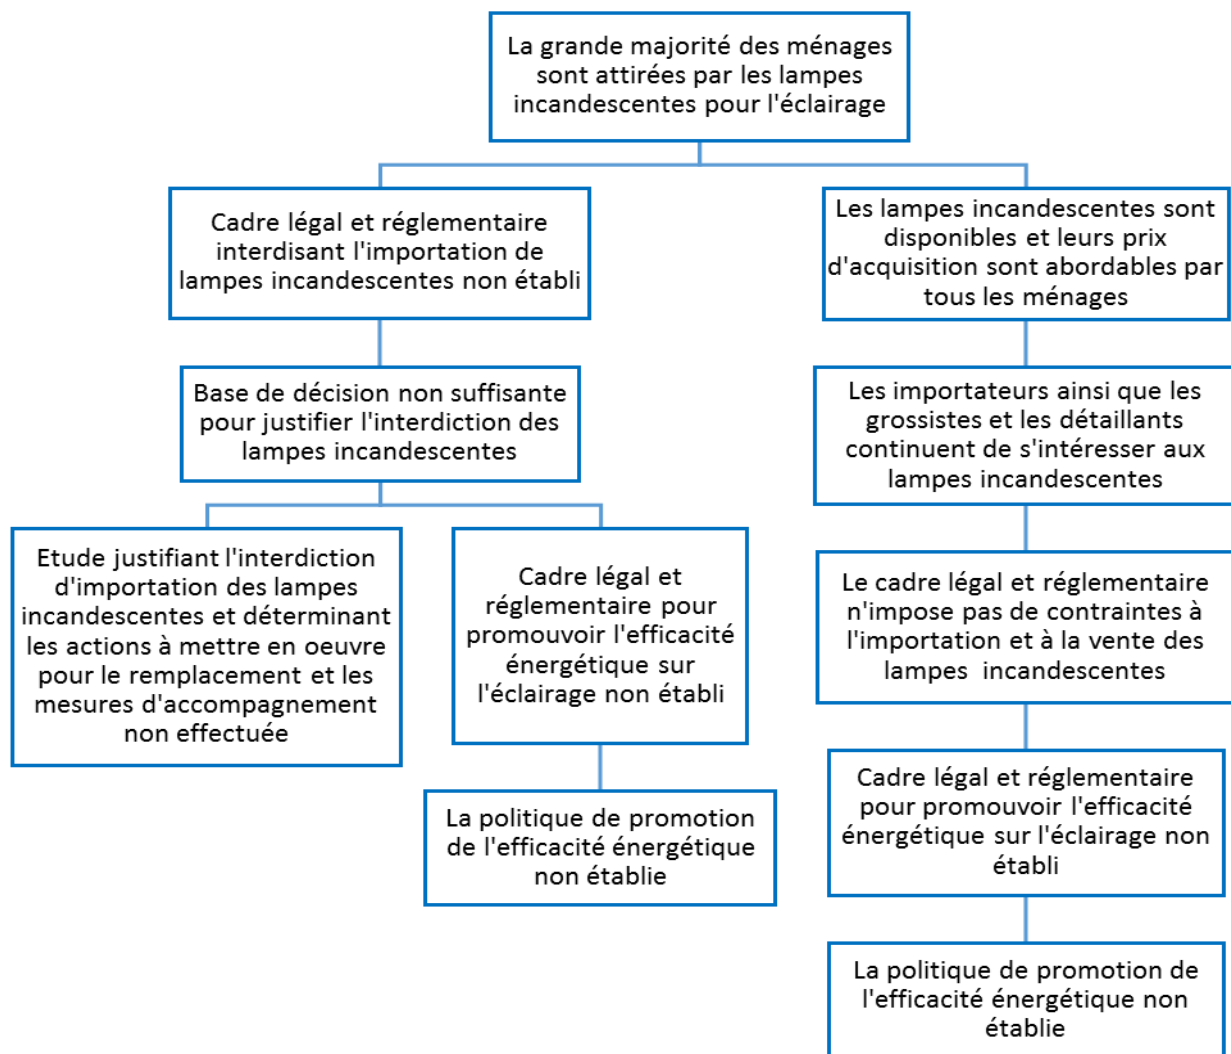 La grande majorité des ménages
sont attirées par les lampes
incandescentes pour l'éclairage
Cadre légal et réglementaire
interdisant l'importation de
lampes incandescentes non établi
Les lampes incandescentes sont
disponibles et leurs prix
d'acquisition sont abordables par
tous les ménages
Base de décision non suffisante
pour justifier l'interdiction des
lampes incandescentes
Les importateurs ainsi que les
grossistes et les détaillants
continuent de s'intéresser aux
lampes incandescentes
Etude justifiant l'interdiction
d'importation des lampes
incandescentes et déterminant
les actions à mettre en oeuvre
pour le remplacement et les
mesures d'accompagnement
non effectuée
Cadre légal et
réglementaire pour
promouvoir l'efficacité
énergétique sur
l'éclairage non établi
Le cadre légal et réglementaire
n'impose pas de contraintes à
l'importation et à la vente des
lampes  incandescentes
La politique de promotion
de l'efficacité énergétique
non établie
Cadre légal et réglementaire
pour promouvoir l'efficacité
énergétique sur l'éclairage non
établi
La politique de promotion de
l'efficacité énergétique non
établie